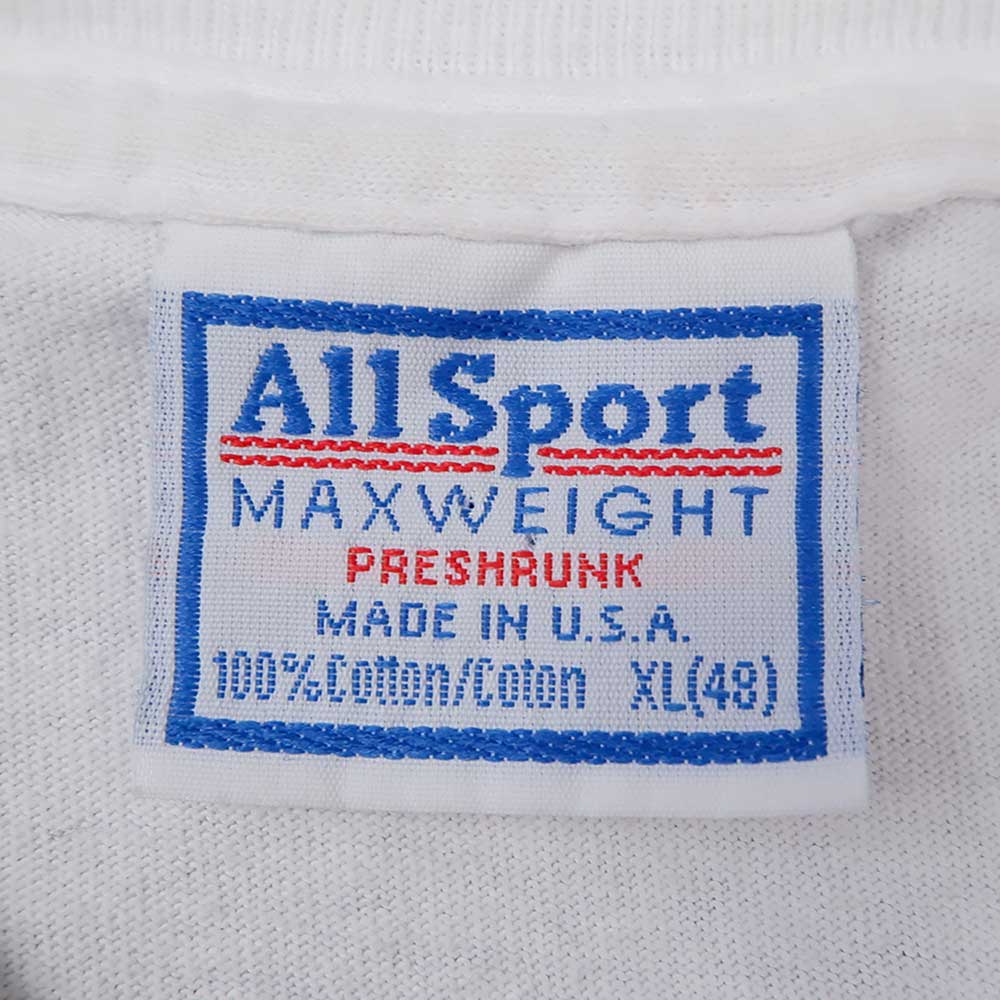 All Sport
MAXWEIGHT
PRESHRUNK
MADE IN U.S.A.
100%Cotton/Coton XL(48)